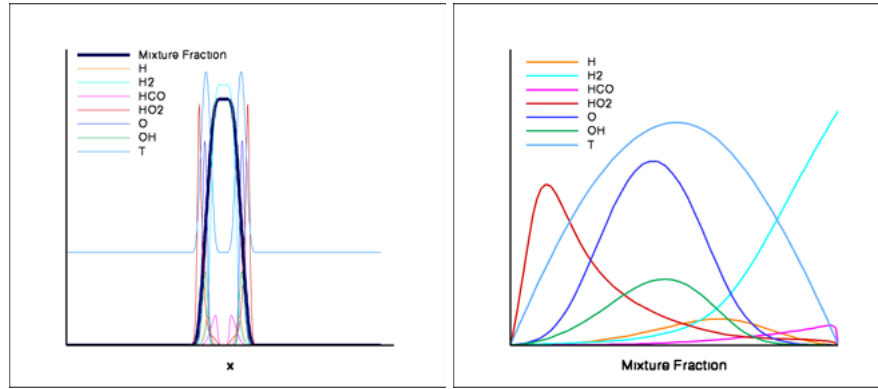 Mixture Fraction
H
H2
HCO
HO2
O
OH
T
x
H
H2
HCO
HO2
O
OH
T
Mixture Fraction